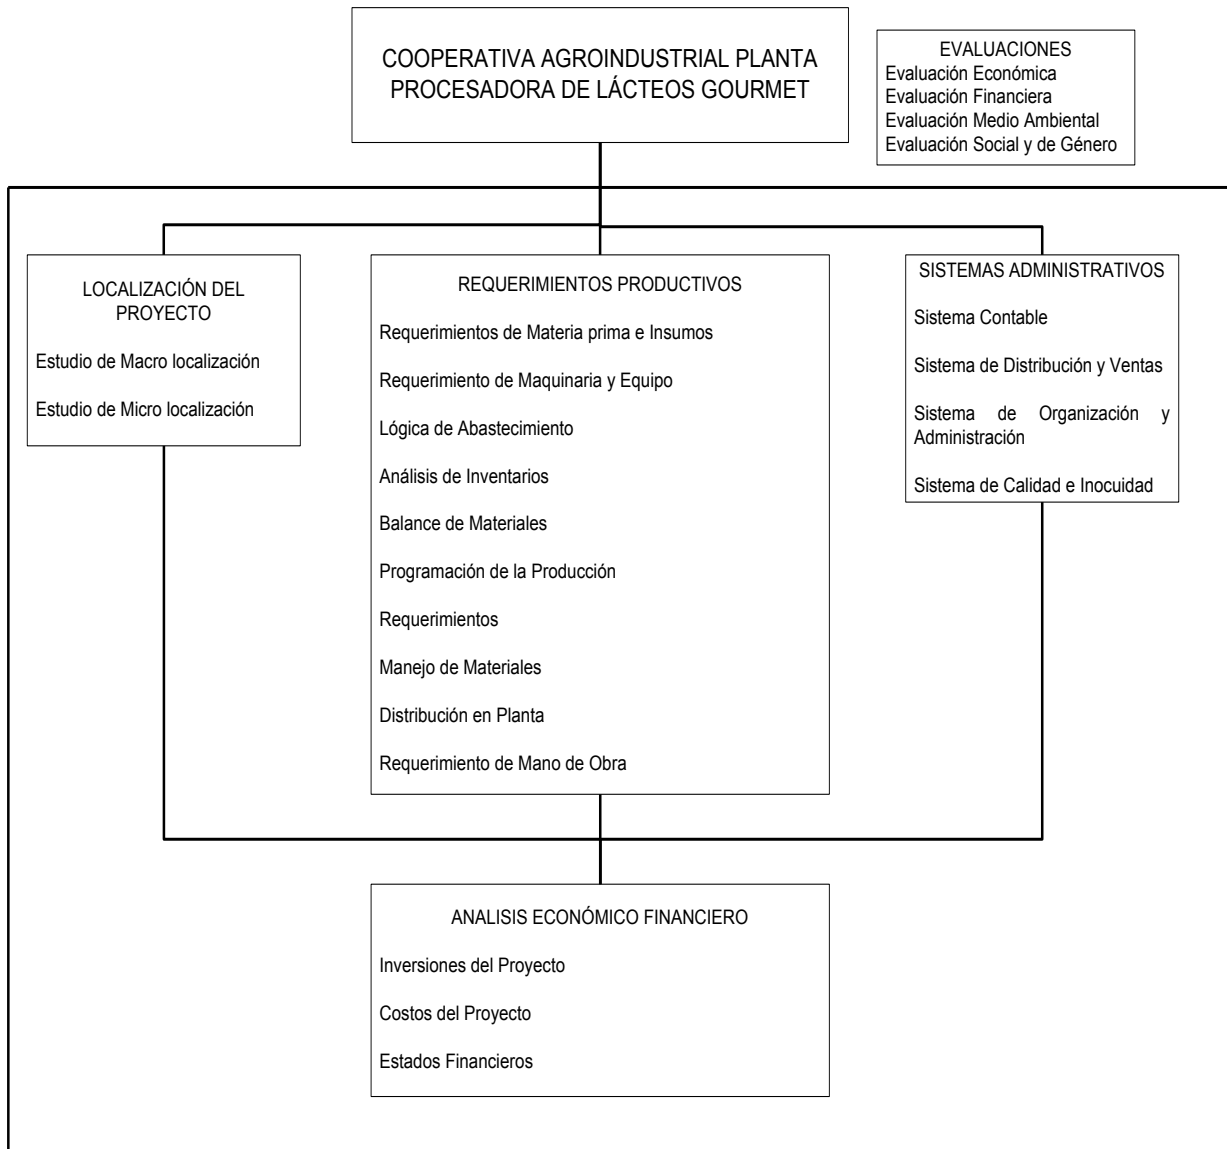 COOPERATIVA AGROINDUSTRIAL PLANTA
PROCESADORA DE LÁCTEOS GOURMET
EVALUACIONES
Evaluación Económica
Evaluación Financiera
Evaluación Medio Ambiental
Evaluación Social y de Género
LOCALIZACIÓN DEL
PROYECTO
Estudio de Macro localización
Estudio de Micro localización
REQUERIMIENTOS PRODUCTIVOS
Requerimientos de Materia prima e Insumos
Requerimiento de Maquinaria y Equipo
Lógica de Abastecimiento
Análisis de Inventarios
Balance de Materiales
Programación de la Producción
Requerimientos
Manejo de Materiales
Distribución en Planta
Requerimiento de Mano de Obra
SISTEMAS ADMINISTRATIVOS
Sistema Contable
Sistema de Distribución y Ventas
Sistema de Organización y
Administración
Sistema de Calidad e Inocuidad
ANALISIS ECONÓMICO FINANCIERO
Inversiones del Proyecto
Costos del Proyecto
Estados Financieros